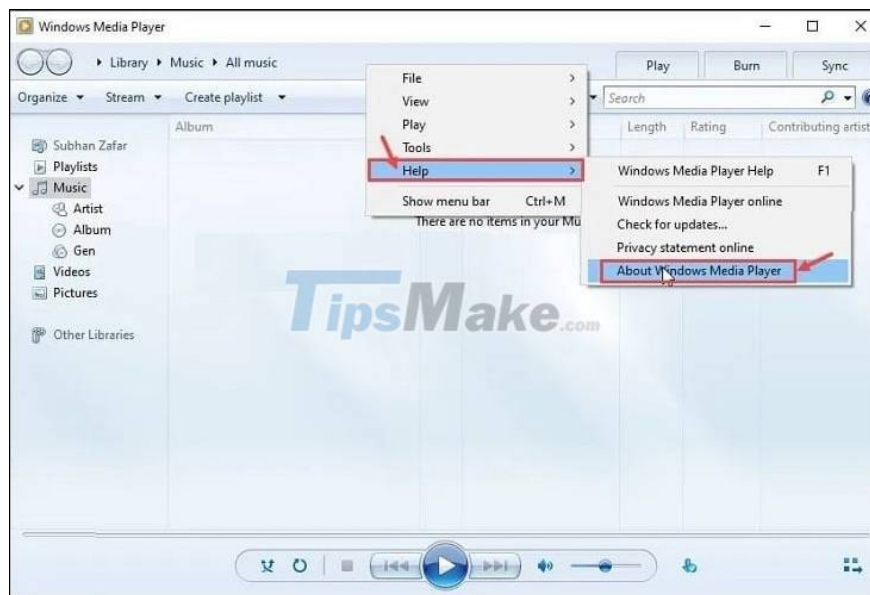 Windows Media Player
Library Music All music
Play Burn Sync
Organize Stream Create playlist
Search
Album
Length Rating Contributing artist
Subhan Zafar
Playlists
Music
Artist
Album
Gen
Videos
Pictures
Other Libraries
File
View
Play
Tools
Help
Show menu bar Ctrl+M
There are no items in your Mu
Windows Media Player Help F1
Windows Media Player online
Check for updates...
Privacy statement online
About Windows Media Player
TipsMake.com